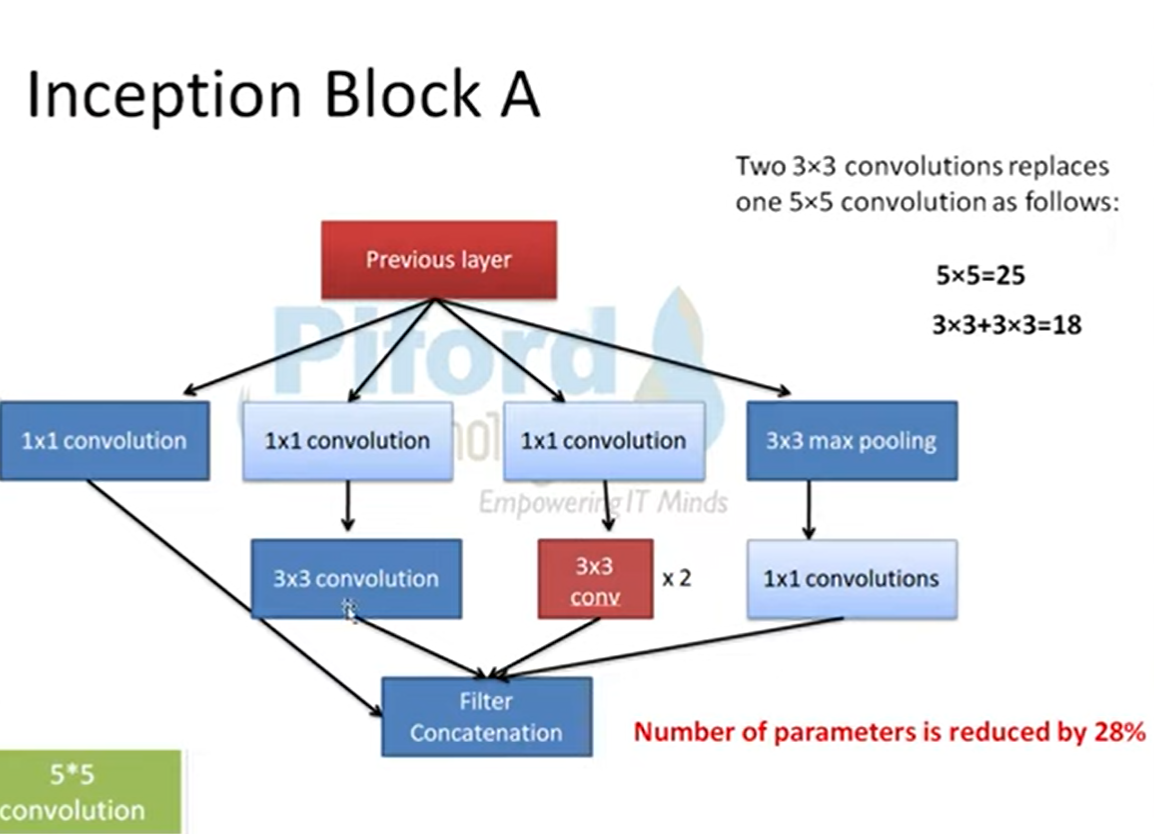 Inception Block A
Two 3×3 convolutions replaces
one 5×5 convolution as follows:
5×5=25
3×3+3×3=18
Previous layer
Piford
Empowering IT Minds
1x1 convolution
1x1 convolution
1x1 convolution
3x3 max pooling
3x3 convolution
3x3
conv
x 2
1x1 convolutions
Filter
Concatenation
Number of parameters is reduced by 28%
5*5
convolution